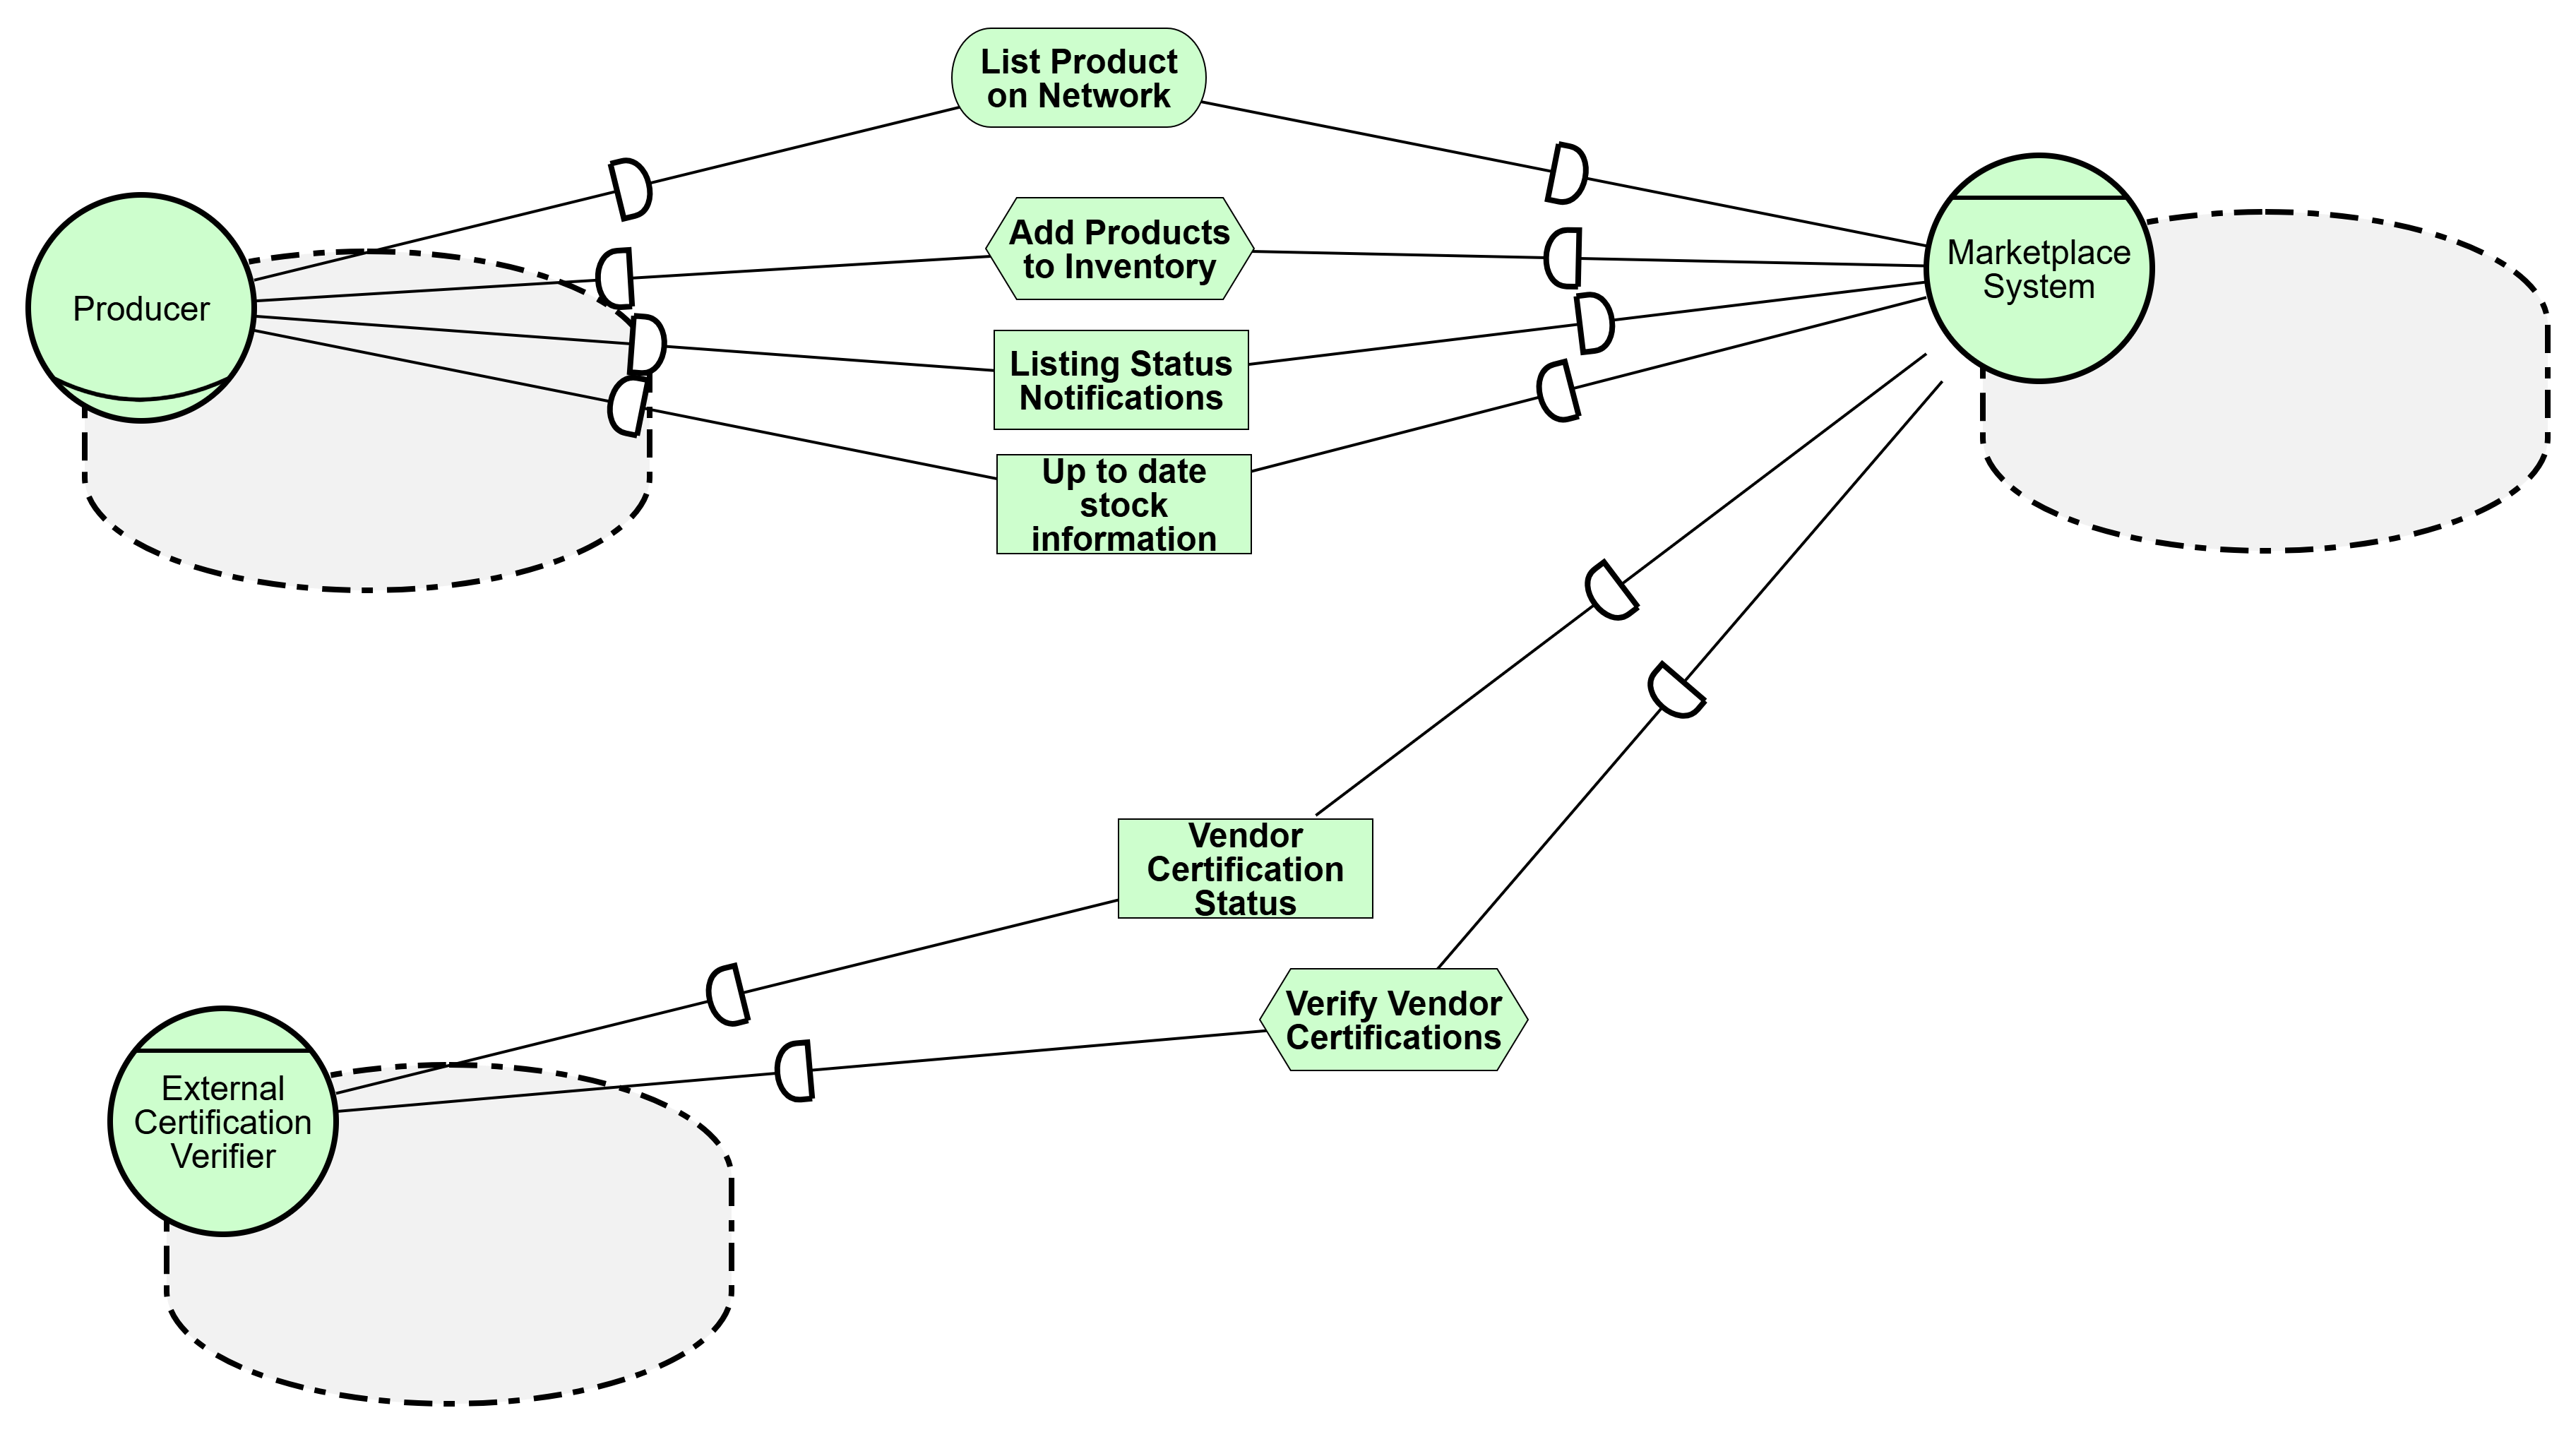 List Product
on Network
Producer
Add Products
to Inventory
Marketplace
System
Listing Status
Notifications
Up to date
stock
information
Vendor
Certification
Status
Verify Vendor
Certifications
External
Certification
Verifier